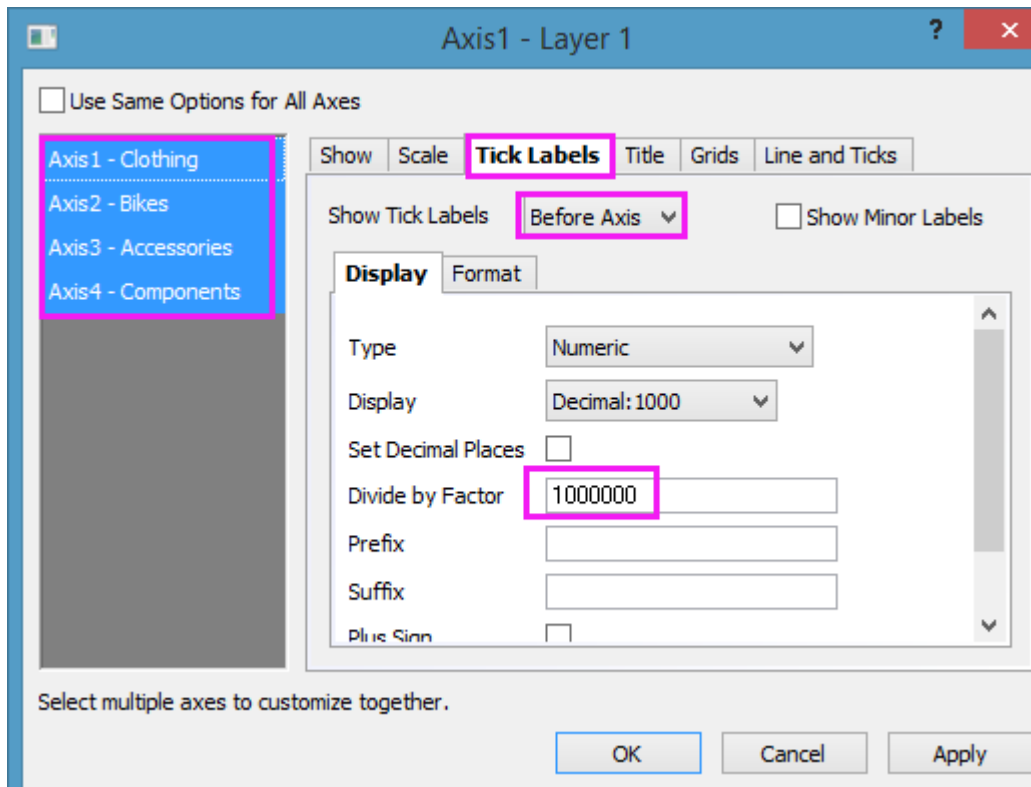 Axis1 - Layer 1
?
Use Same Options for All Axes
Axis1 - Clothing
Axis2 - Bikes
Axis3 - Accessories
Axis4 - Components
Show Scale Tick Labels Title Grids Line and Ticks
Show Tick Labels Before Axis Show Minor Labels
Display Format
Type Numeric
Display Decimal:1000
Set Decimal Places
Divide by Factor 1000000
Prefix
Suffix
Plus Sign
Select multiple axes to customize together.
OK Cancel Apply